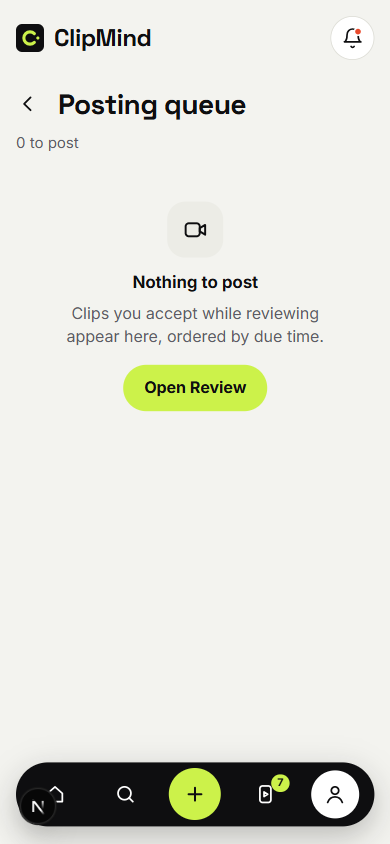 ClipMind
Posting queue
0 to post
Nothing to post
Clips you accept while reviewing
appear here, ordered by due time.
Open Review
7
N